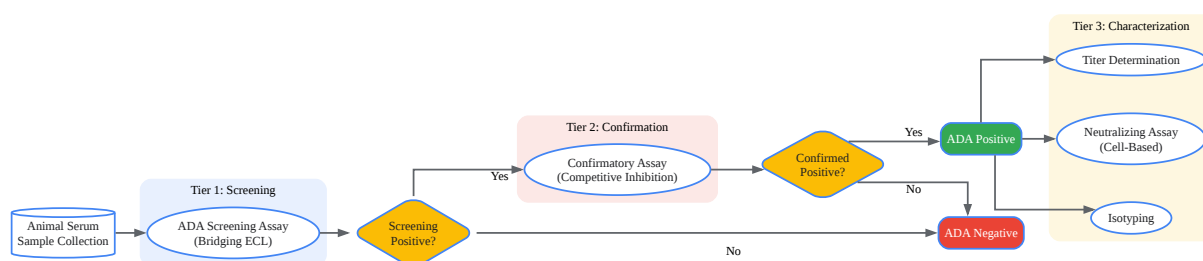 Tier 1: Screening
Animal Serum
Sample Collection
ADA Screening Assay
(Bridging ECL)
Screening
Positive?
Yes
No
Tier 2: Confirmation
Confirmatory Assay
(Competitive Inhibition)
Confirmed
Positive?
Yes
No
ADA Positive
ADA Negative
Tier 3: Characterization
Titer Determination
Neutralizing Assay
(Cell-Based)
Isotyping